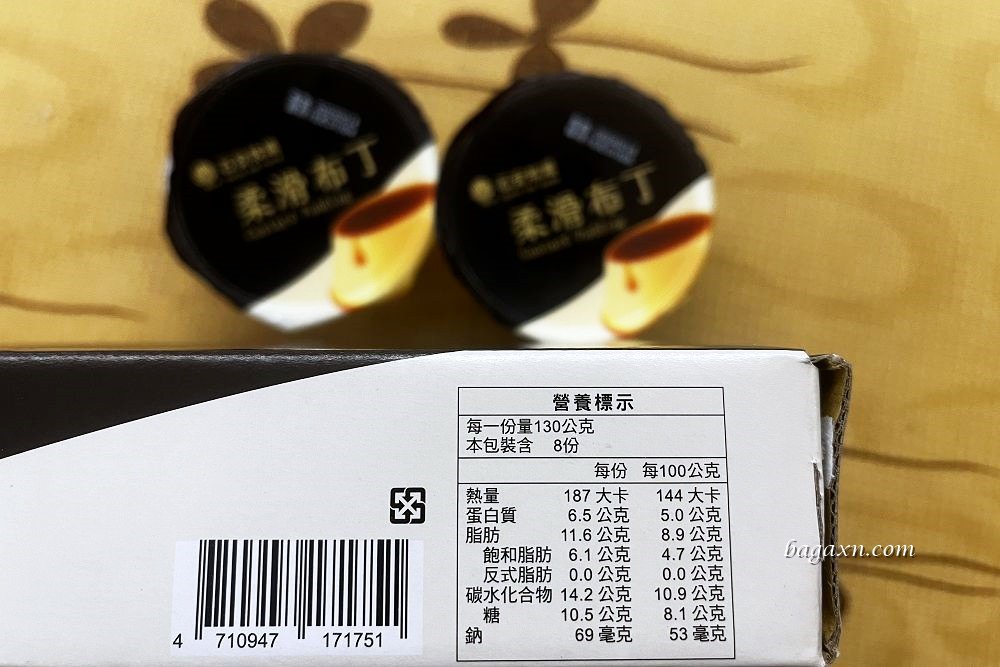 柔滑布丁
柔滑布丁
營養標示
每一份量130公克
本包裝含 8份
每份 每100公克
熱量 187 大卡 144 大卡
蛋白質 6.5 公克 5.0 公克
脂肪 11.6 公克 8.9 公克
飽和脂肪 6.1 公克 4.7 公克
反式脂肪 0.0 公克 0.0 公克
碳水化合物 14.2 公克 10.9 公克
糖 10.5 公克 8.1 公克
鈉 69 毫克 53 毫克
4 710947 171751
bagaxn.com